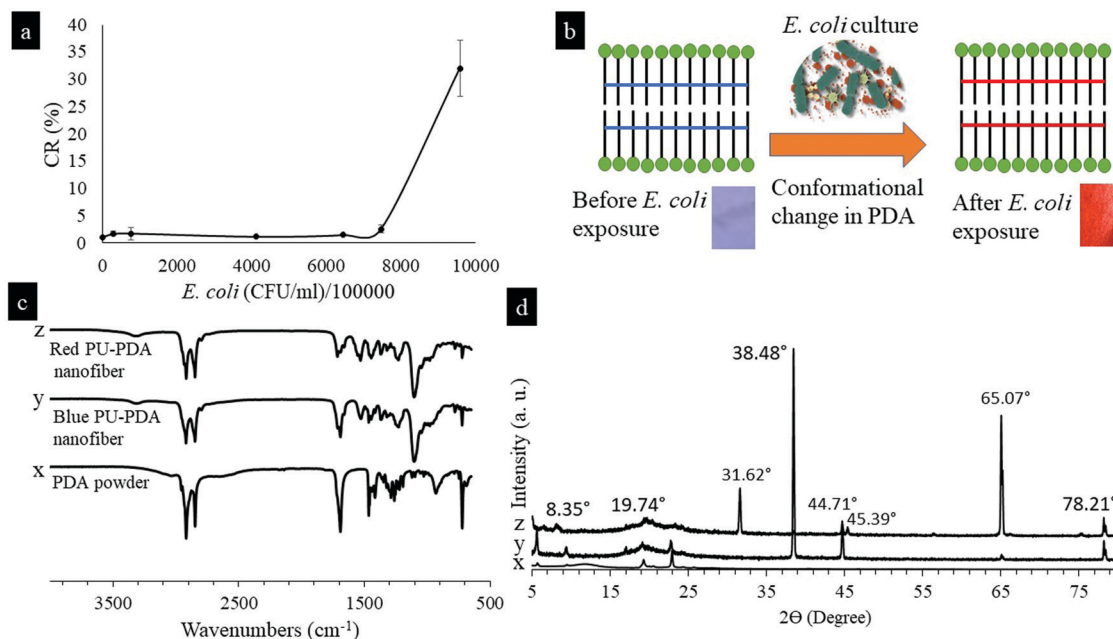 a
40
35
30
25
20
15
10
5
0
CR (%)
0 2000 4000 6000 8000 10000
E. coli (CFU/ml)/100000
b
E. coli culture
Before E. coli
exposure
Conformational
change in PDA
After E. coli
exposure
c
z
Red PU-PDA
nanofiber
y
Blue PU-PDA
nanofiber
x
PDA powder
3500 2500 1500 500
Wavenumbers (cm⁻¹)
d
Intensity (a. u.)
38.48°
65.07°
31.62°
44.71°
45.39°
8.35°
19.74°
78.21°
z
y
x
5 15 25 35 45 55 65 75
2Θ (Degree)